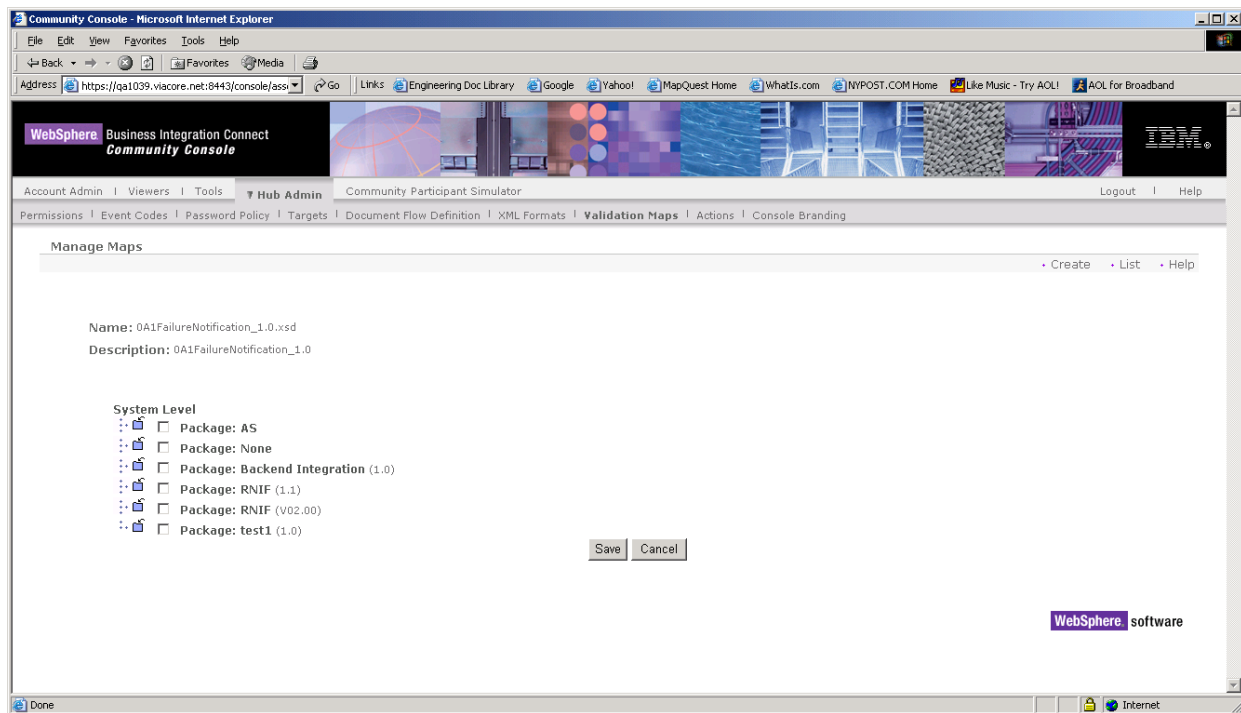 Community Console - Microsoft Internet Explorer
File Edit View Favorites Tools Help
Back Favorites Media
Address https://qa1039.viacore.net:8443/console/ass Go Links Engineering Doc Library Google Yahoo! MapQuest Home WhatIs.com NYPOST.COM Home Like Music - Try AOL! AOL for Broadband
WebSphere. Business Integration Connect
Community Console
IBM
Account Admin | Viewers | Tools Hub Admin Community Participant Simulator Logout | Help
Permissions | Event Codes | Password Policy | Targets | Document Flow Definition | XML Formats | Validation Maps | Actions | Console Branding
Manage Maps
• Create • List • Help
Name: 0A1FailureNotification_1.0.xsd
Description: 0A1FailureNotification_1.0
System Level
Package: AS
Package: None
Package: Backend Integration (1.0)
Package: RNIF (1.1)
Package: RNIF (V02.00)
Package: test1 (1.0)
Save Cancel
WebSphere. software
Done Internet